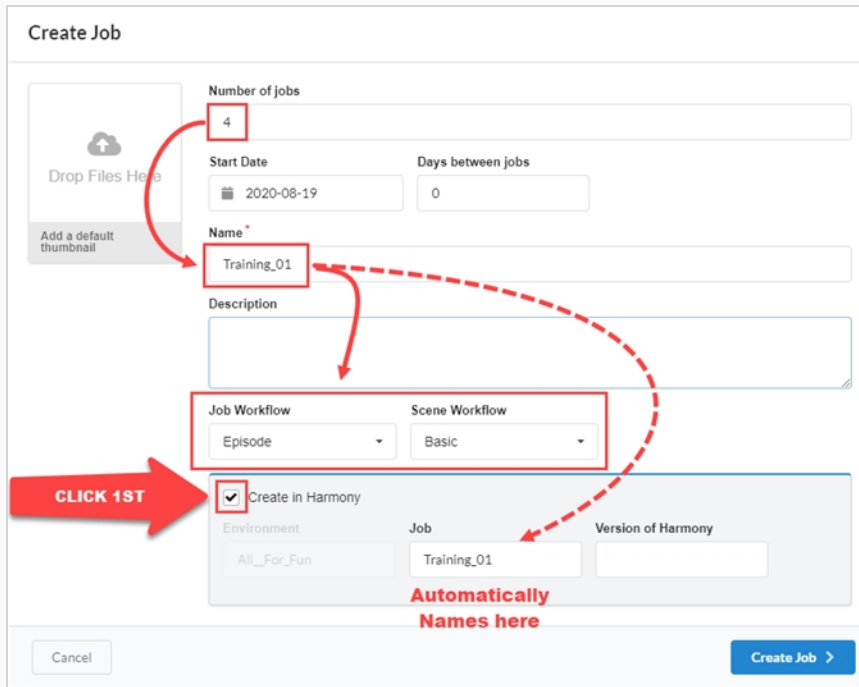 Create Job
Number of jobs
4
Drop Files Here
Add a default
thumbnail
Start Date
Days between jobs
2020-08-19
0
Name*
Training_01
Description
Job Workflow
Scene Workflow
Episode
Basic
CLICK 1ST
Create in Harmony
Environment
Job
Version of Harmony
All__For_Fun
Training_01
Automatically
Names here
Cancel
Create Job